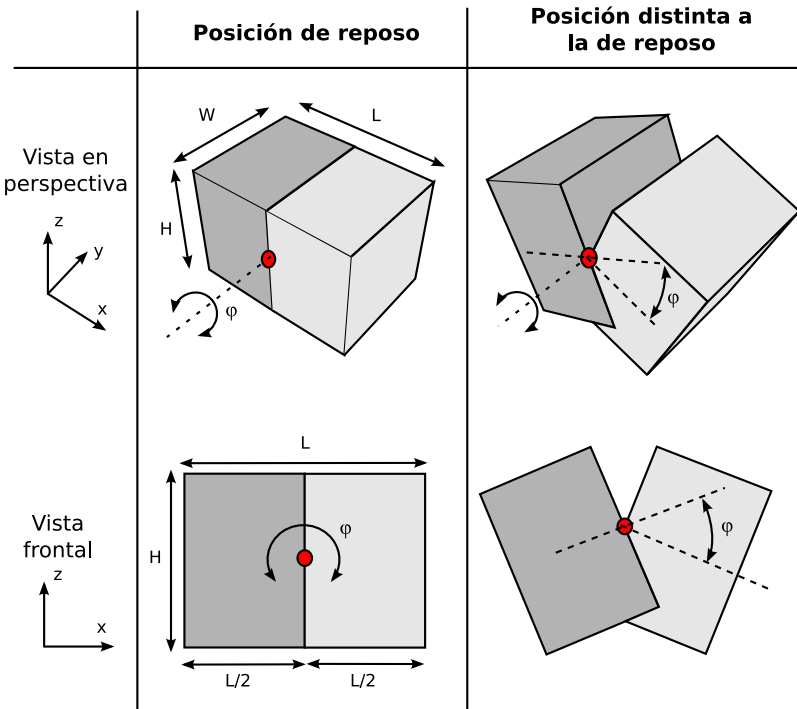 Posición de reposo
Posición distinta a
la de reposo
Vista en
perspectiva
z
y
x
W
L
H
φ
φ
Vista
frontal
z
x
L
H
φ
L/2
L/2
φ